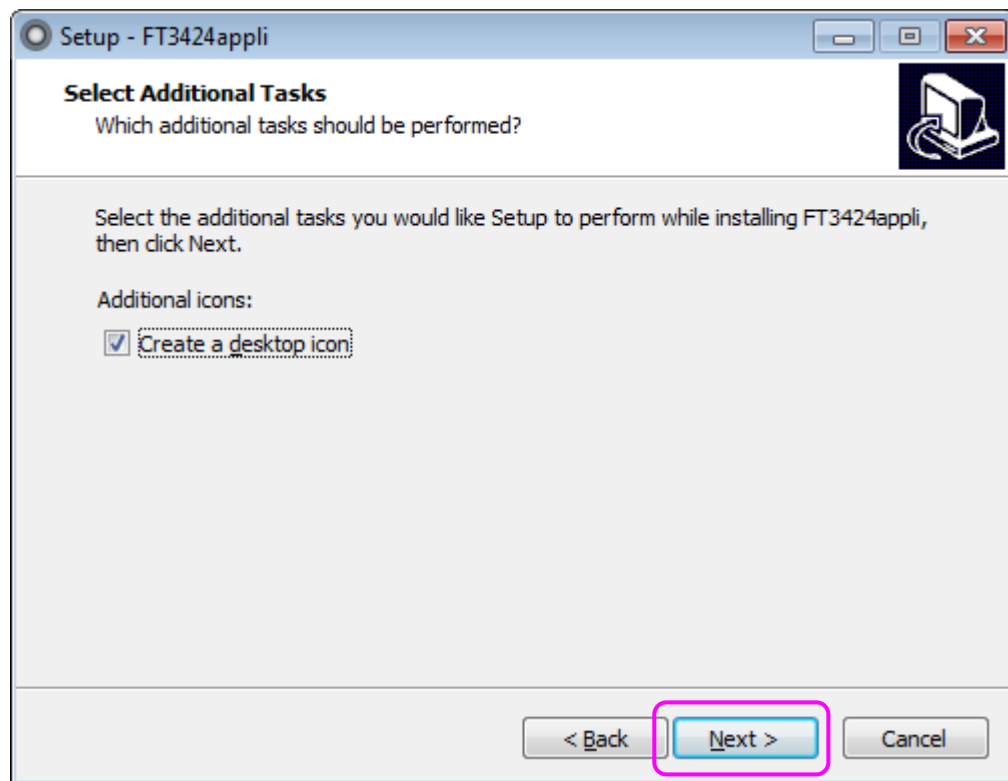 Setup - FT3424appli
Select Additional Tasks
Which additional tasks should be performed?
Select the additional tasks you would like Setup to perform while installing FT3424appli,
then click Next.
Additional icons:
Create a desktop icon
< Back Next > Cancel